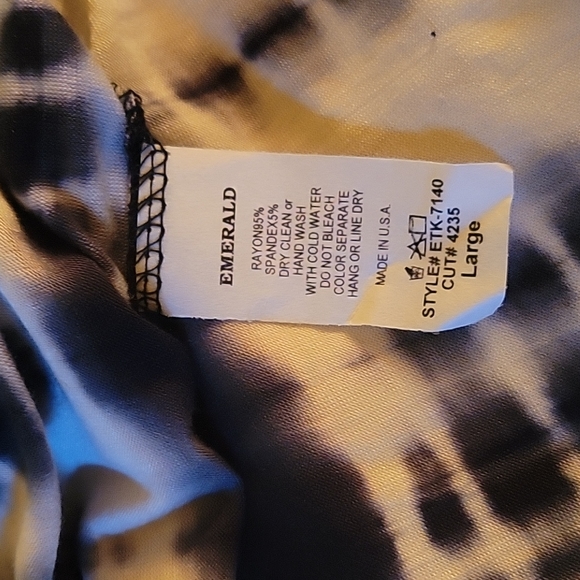 EMERALD
RAYON95%
SPANDEX5%
DRY CLEAN or
HAND WASH
WITH COLD WATER
DO NOT BLEACH
COLOR SEPARATE
HANG OR LINE DRY
MADE IN U.S.A.
STYLE# ETK-7140
CUT# 4235
Large